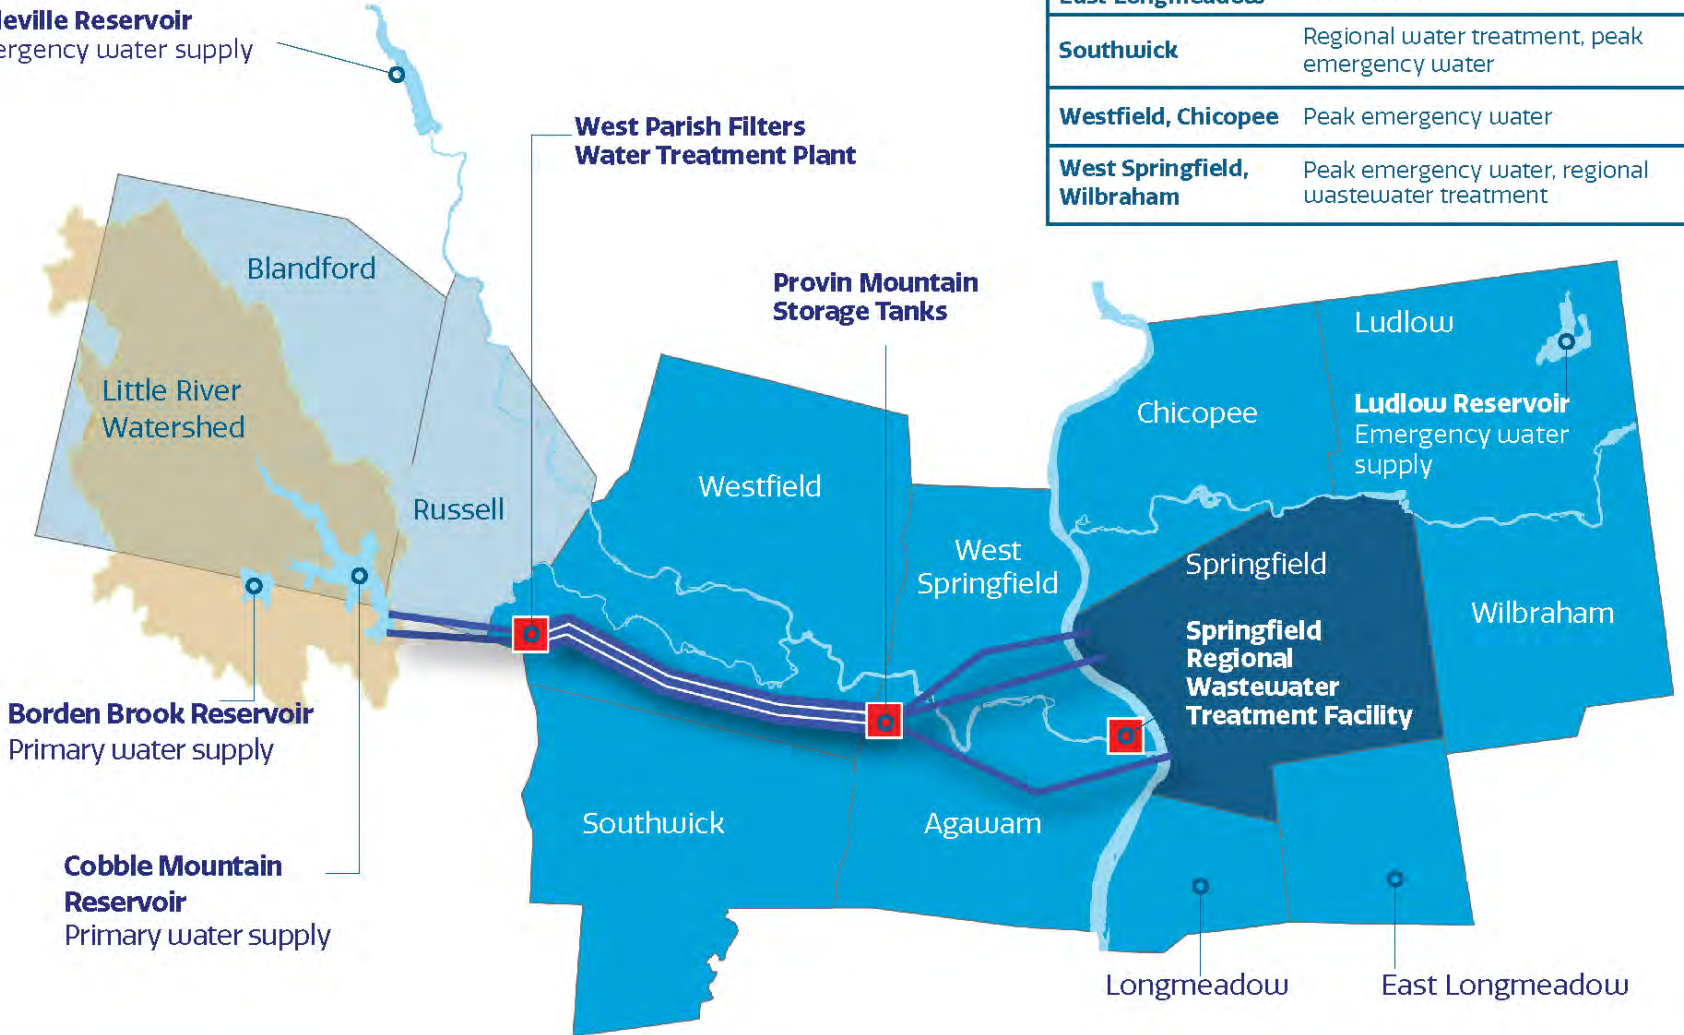 Reservoir
water supply
Southwick
Regional water treatment, peak
emergency water
Westfield, Chicopee
Peak emergency water
West Springfield,
Wilbraham
Peak emergency water, regional
wastewater treatment
West Parish Filters
Water Treatment Plant
Provin Mountain
Storage Tanks
Blandford
Little River
Watershed
Russell
Westfield
West
Springfield
Chicopee
Ludlow
Ludlow Reservoir
Emergency water
supply
Springfield
Springfield
Regional
Wastewater
Treatment Facility
Wilbraham
Borden Brook Reservoir
Primary water supply
Cobble Mountain
Reservoir
Primary water supply
Southwick
Agawam
Longmeadow
East Longmeadow